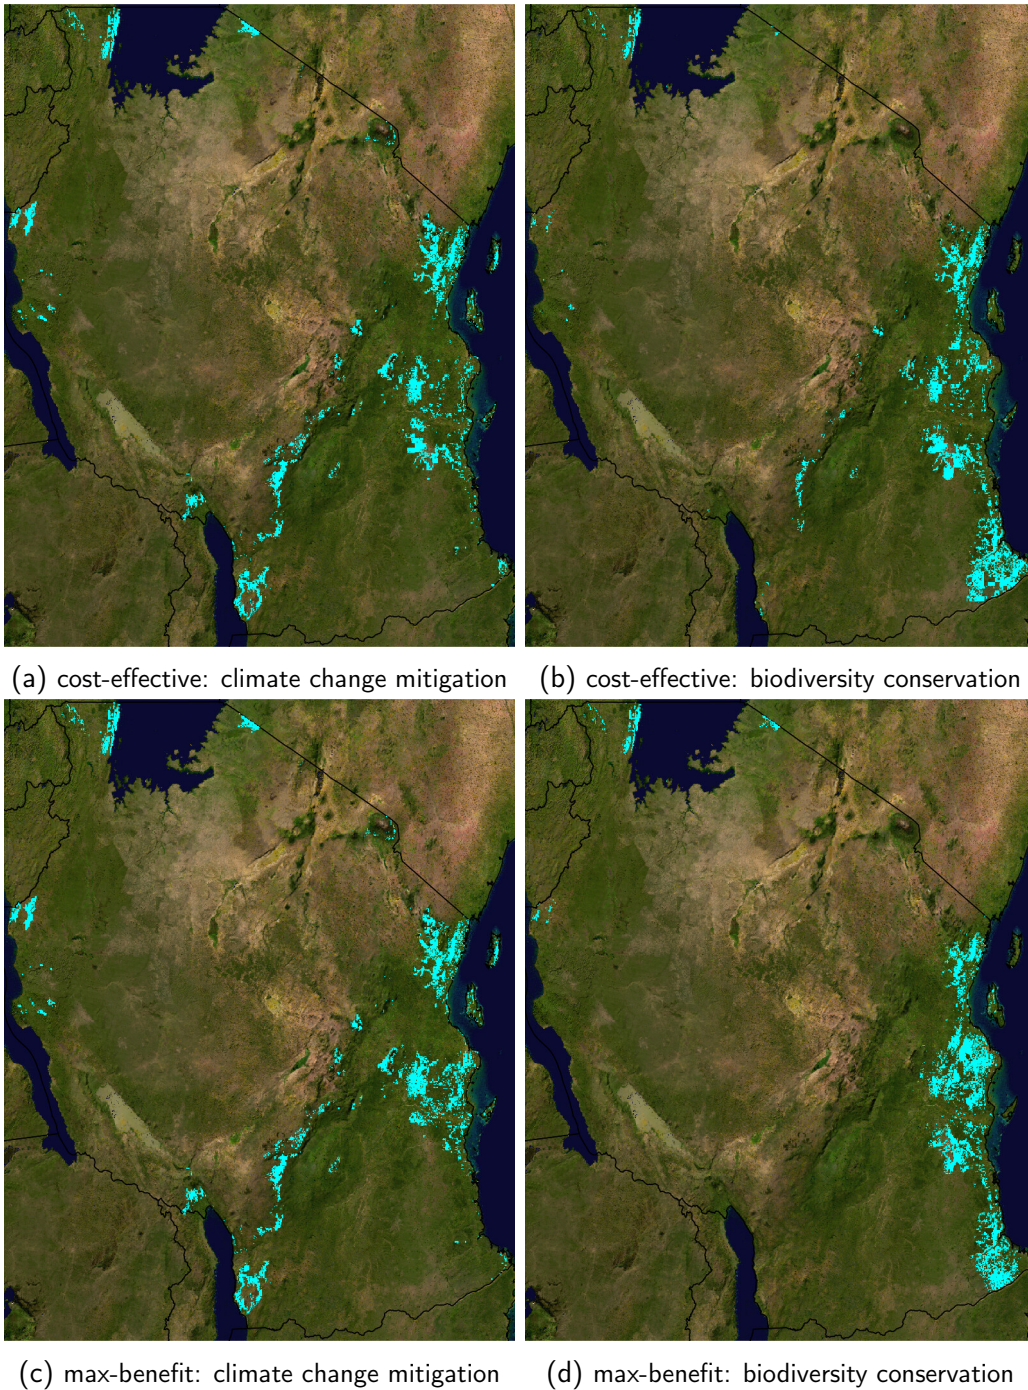 (a) cost-effective: climate change mitigation
(b) cost-effective: biodiversity conservation
(c) max-benefit: climate change mitigation
(d) max-benefit: biodiversity conservation